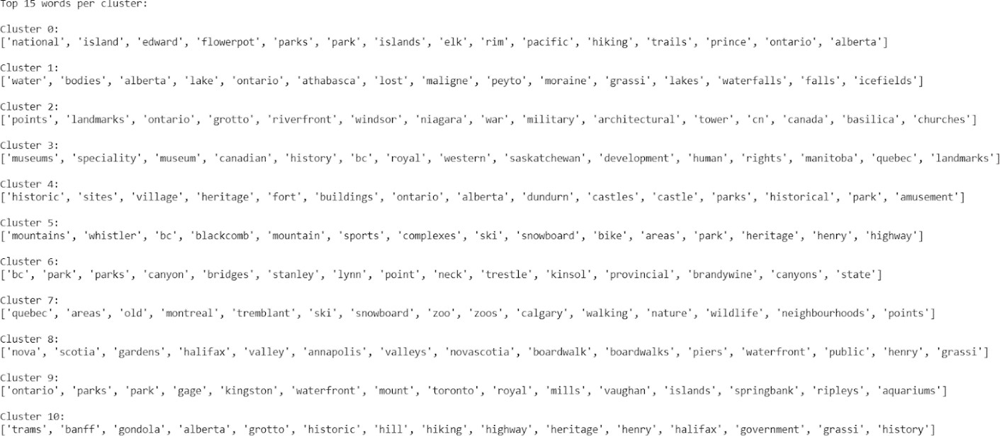 Top 15 words per cluster:
Cluster 0:
['national', 'island', 'edward', 'flowerpot', 'parks', 'park', 'islands', 'elk', 'rim', 'pacific', 'hiking', 'trails', 'prince', 'ontario', 'alberta']
Cluster 1:
['water', 'bodies', 'alberta', 'lake', 'ontario', 'athabasca', 'lost', 'maligne', 'peyto', 'moraine', 'grassi', 'lakes', 'waterfalls', 'falls', 'icefields']
Cluster 2:
['points', 'landmarks', 'ontario', 'grotto', 'riverfront', 'windsor', 'niagara', 'war', 'military', 'architectural', 'tower', 'cn', 'canada', 'basilica', 'churches']
Cluster 3:
['museums', 'speciality', 'museum', 'canadian', 'history', 'bc', 'royal', 'western', 'saskatchewan', 'development', 'human', 'rights', 'manitoba', 'quebec', 'landmarks']
Cluster 4:
['historic', 'sites', 'village', 'heritage', 'fort', 'buildings', 'ontario', 'alberta', 'dundurn', 'castles', 'castle', 'parks', 'historical', 'park', 'amusement']
Cluster 5:
['mountains', 'whistler', 'bc', 'blackcomb', 'mountain', 'sports', 'complexes', 'ski', 'snowboard', 'bike', 'areas', 'park', 'heritage', 'henry', 'highway']
Cluster 6:
['bc', 'park', 'parks', 'canyon', 'bridges', 'stanley', 'lynn', 'point', 'neck', 'trestle', 'kinsol', 'provincial', 'brandywine', 'canyons', 'state']
Cluster 7:
['quebec', 'areas', 'old', 'montreal', 'tremblant', 'ski', 'snowboard', 'zoo', 'zoos', 'calgary', 'walking', 'nature', 'wildlife', 'neighbourhoods', 'points']
Cluster 8:
['nova', 'scotia', 'gardens', 'halifax', 'valley', 'annapolis', 'valleys', 'novascotia', 'boardwalk', 'boardwalks', 'piers', 'waterfront', 'public', 'henry', 'grassi']
Cluster 9:
['ontario', 'parks', 'park', 'gage', 'kingston', 'waterfront', 'mount', 'toronto', 'royal', 'mills', 'vaughan', 'islands', 'springbank', 'ripleys', 'aquariums']
Cluster 10:
['trams', 'banff', 'gondola', 'alberta', 'grotto', 'historic', 'hill', 'hiking', 'highway', 'heritage', 'henry', 'halifax', 'government', 'grassi', 'history']